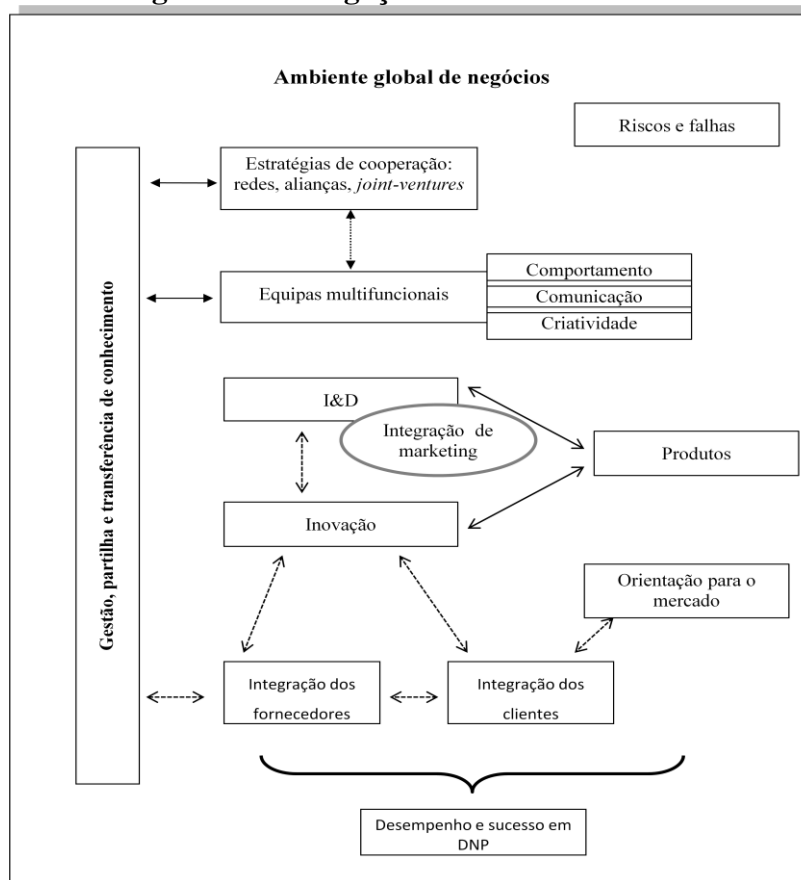 Ambiente global de negócios
Riscos e falhas
Estratégias de cooperação:
redes, alianças, joint-ventures
Equipas multifuncionais
Comportamento
Comunicação
Criatividade
Gestão, partilha e transferência de conhecimento
I&D
Integração de
marketing
Produtos
Inovação
Orientação para o
mercado
Integração dos
fornecedores
Integração dos
clientes
Desempenho e sucesso em
DNP